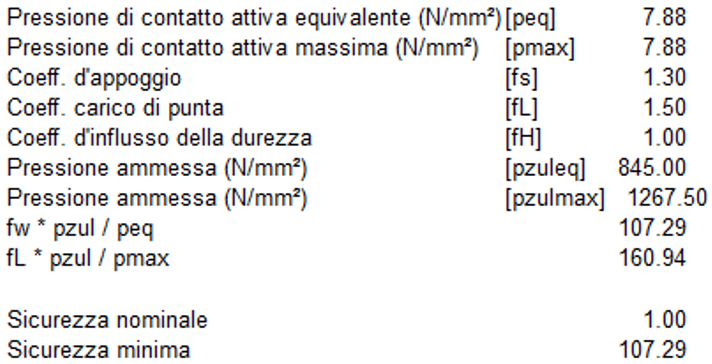 Pressione di contatto attiva equivalente (N/mm²) [peq] 7.88
Pressione di contatto attiva massima (N/mm²) [pmax] 7.88
Coeff. d'appoggio [fs] 1.30
Coeff. carico di punta [fL] 1.50
Coeff. d'influsso della durezza [fH] 1.00
Pressione ammessa (N/mm²) [pzuleq] 845.00
Pressione ammessa (N/mm²) [pzulmax] 1267.50
fw * pzul / peq 107.29
fL * pzul / pmax 160.94
Sicurezza nominale 1.00
Sicurezza minima 107.29